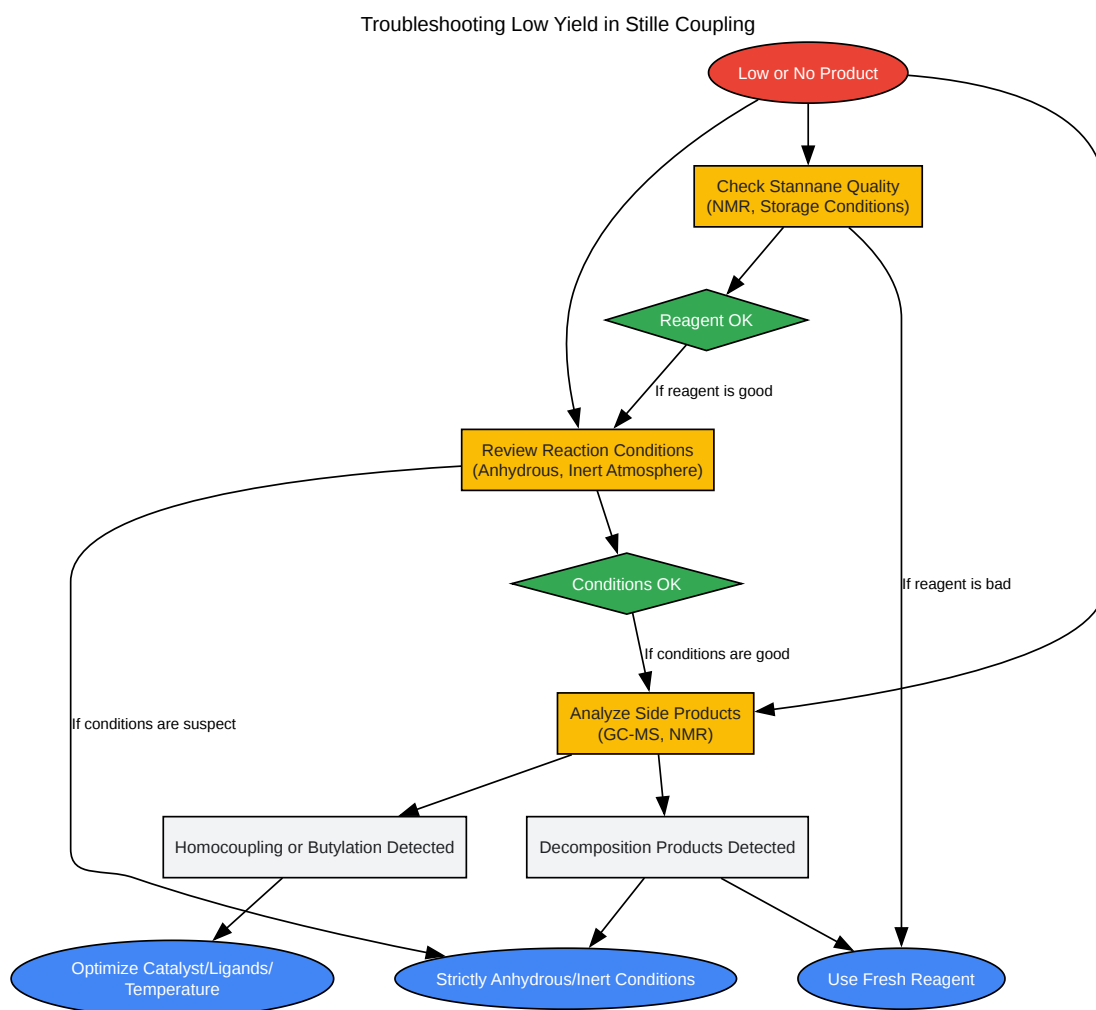 Troubleshooting Low Yield in Stille Coupling
Low or No Product
Check Stannane Quality
(NMR, Storage Conditions)
Reagent OK
If reagent is good
Review Reaction Conditions
(Anhydrous, Inert Atmosphere)
Conditions OK
If reagent is bad
If conditions are good
Analyze Side Products
(GC-MS, NMR)
If conditions are suspect
Homocoupling or Butylation Detected
Decomposition Products Detected
Optimize Catalyst/Ligands/
Temperature
Strictly Anhydrous/Inert Conditions
Use Fresh Reagent